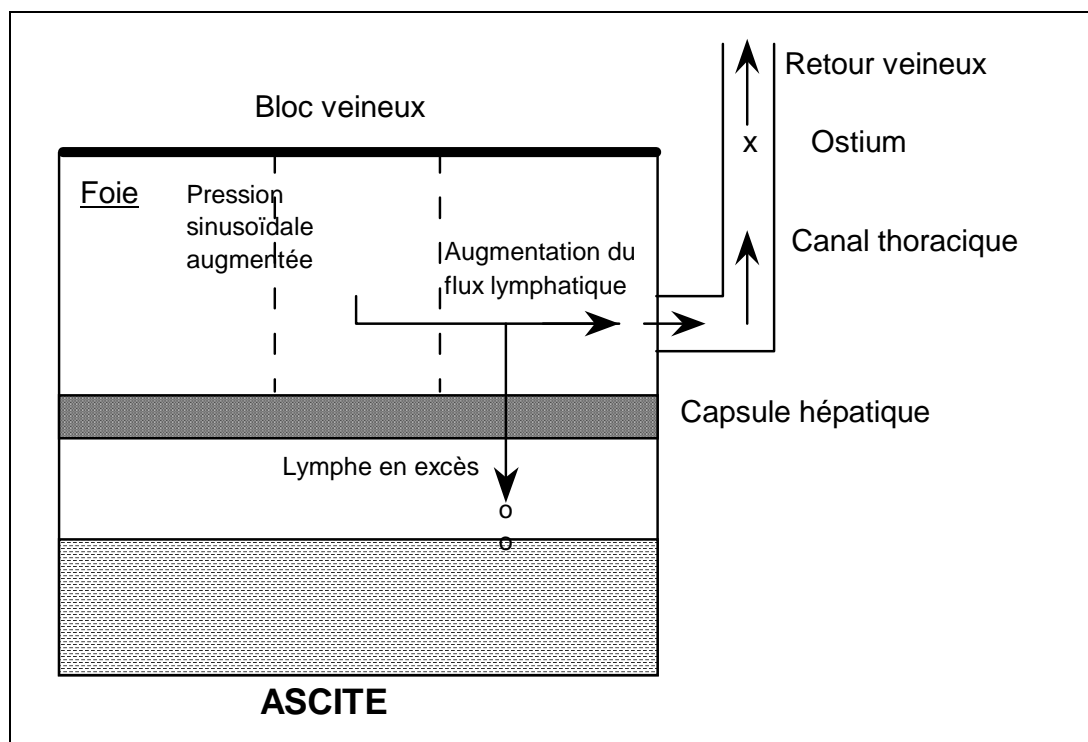 Retour veineux
Bloc veineux
x
Ostium
Foie
Pression
sinusoïdale
augmentée
Augmentation du
flux lymphatique
Canal thoracique
Capsule hépatique
Lymphe en excès
o
o
ASCITE